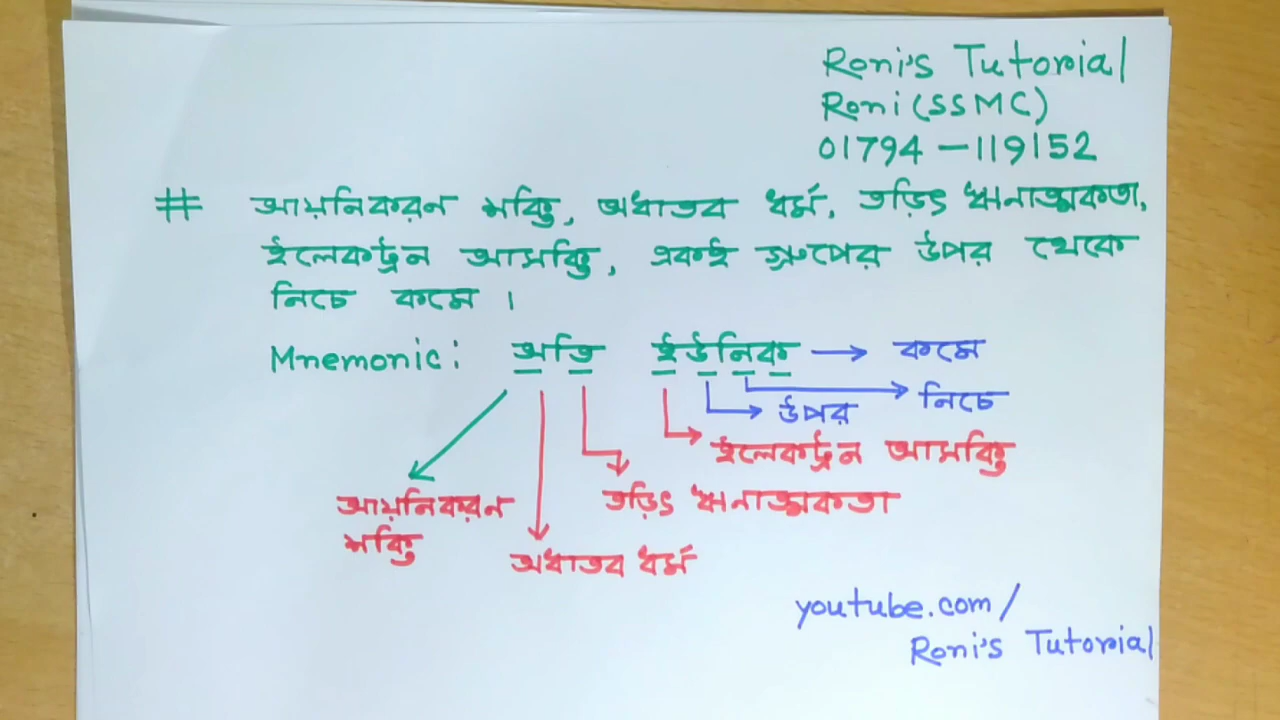 Roni's Tutorial
Roni (SSMC)
01794-119152
# আয়নিকরন শক্তি, অধাতব ধর্ম, তড়িৎ ঋনাত্মকতা,
ইলেকট্রন আসক্তি, একই গ্রুপের উপর থেকে
নিচে কমে।
Mnemonic: অতি ইউনিক → কমে
নিচে
উপর
ইলেকট্রন আসক্তি
তড়িৎ ঋনাত্মকতা
আয়নিকরন
শক্তি
অধাতব ধর্ম
youtube.com/
Roni's Tutorial